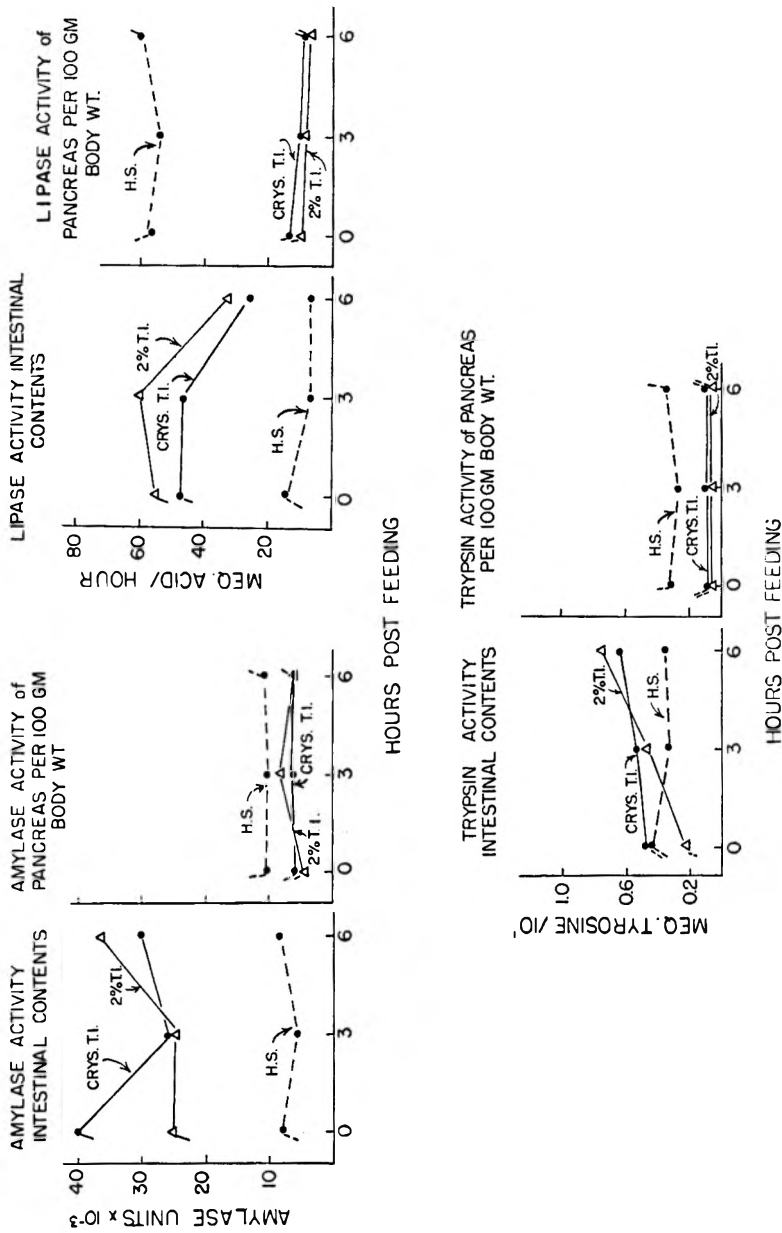 AMYLASE ACTIVITY
INTESTINAL CONTENTS
AMYLASE UNITS x 10-3
40
30
20
10
CRYS. T.I.
2% T.I.
H.S.
0
3
6
AMYLASE ACTIVITY of
PANCREAS PER 100 GM
BODY WT
H.S.
CRYS. T.I.
2% T.I.
0
3
6
LIPASE ACTIVITY INTESTINAL
CONTENTS
MEQ. ACID/ HOUR
80
60
40
20
2% T.I.
CRYS. T.I.
H.S.
0
3
6
LIPASE ACTIVITY of
PANCREAS PER 100 GM
BODY WT.
H.S.
CRYS. T.I.
2% T.I.
0
3
6
HOURS POST FEEDING
TRYPSIN ACTIVITY
INTESTINAL CONTENTS
MEQ. TYROSINE /10'
1.0
0.6
0.2
2% T.I.
CRYS. T.I.
H.S.
0
3
6
TRYPSIN ACTIVITY of PANCREAS
PER 100GM BODY WT.
H.S.
CRYS. T.I.
2% T.I.
0
3
6
HOURS POST FEEDING